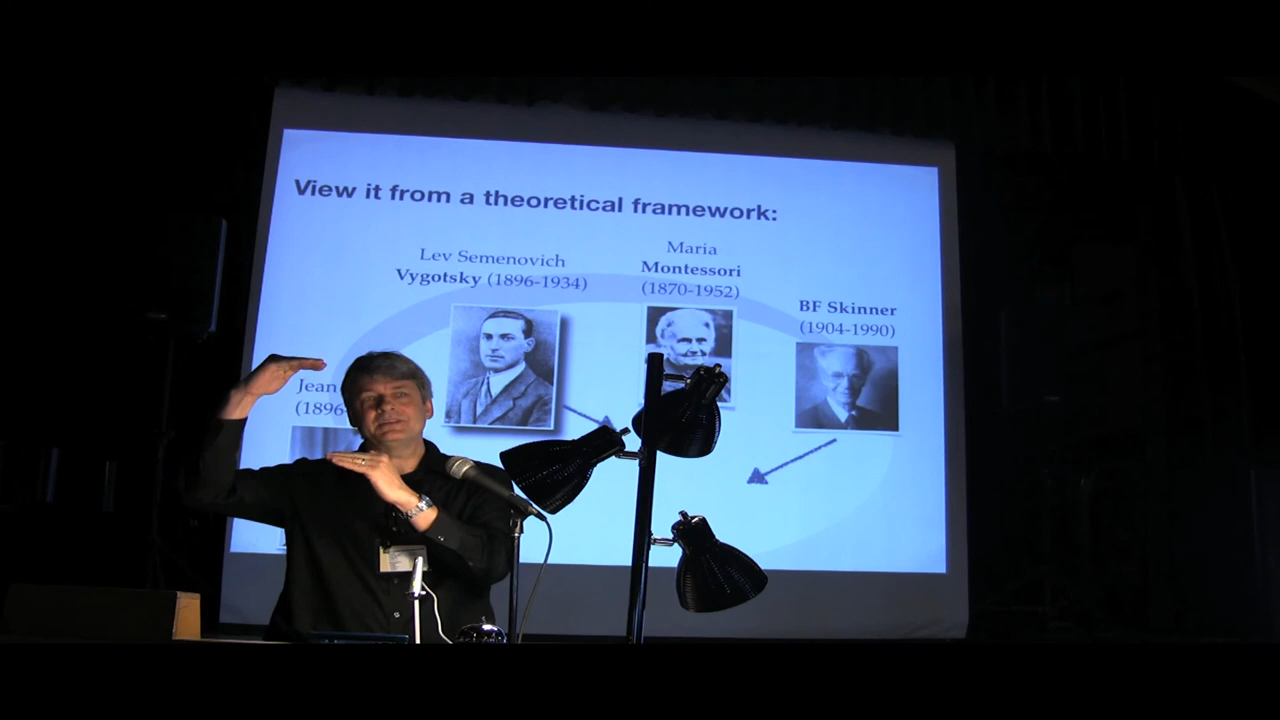 View it from a theoretical framework:
Lev Semenovich
Vygotsky (1896-1934)
Maria
Montessori
(1870-1952)
BF Skinner
(1904-1990)
Jean
(1896-